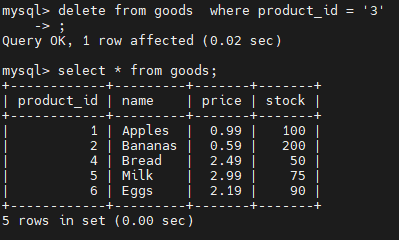 mysql> delete from goods  where product_id = '3'
    -> ;
Query OK, 1 row affected (0.02 sec)

mysql> select * from goods;
+------------+---------+-------+-------+
| product_id | name    | price | stock |
+------------+---------+-------+-------+
|          1 | Apples  |  0.99 |   100 |
|          2 | Bananas |  0.59 |   200 |
|          4 | Bread   |  2.49 |    50 |
|          5 | Milk    |  2.99 |    75 |
|          6 | Eggs    |  2.19 |    90 |
+------------+---------+-------+-------+
5 rows in set (0.00 sec)